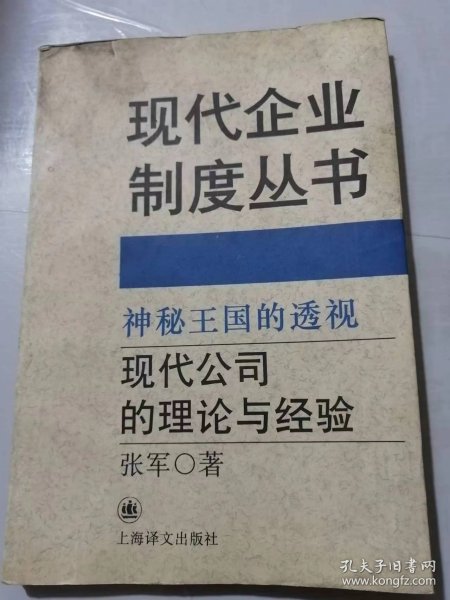 现代企业
制度丛书
神秘王国的透视
现代公司
的理论与经验
张军○著
上海译文出版社
孔夫子旧书网
www.kongfz.com